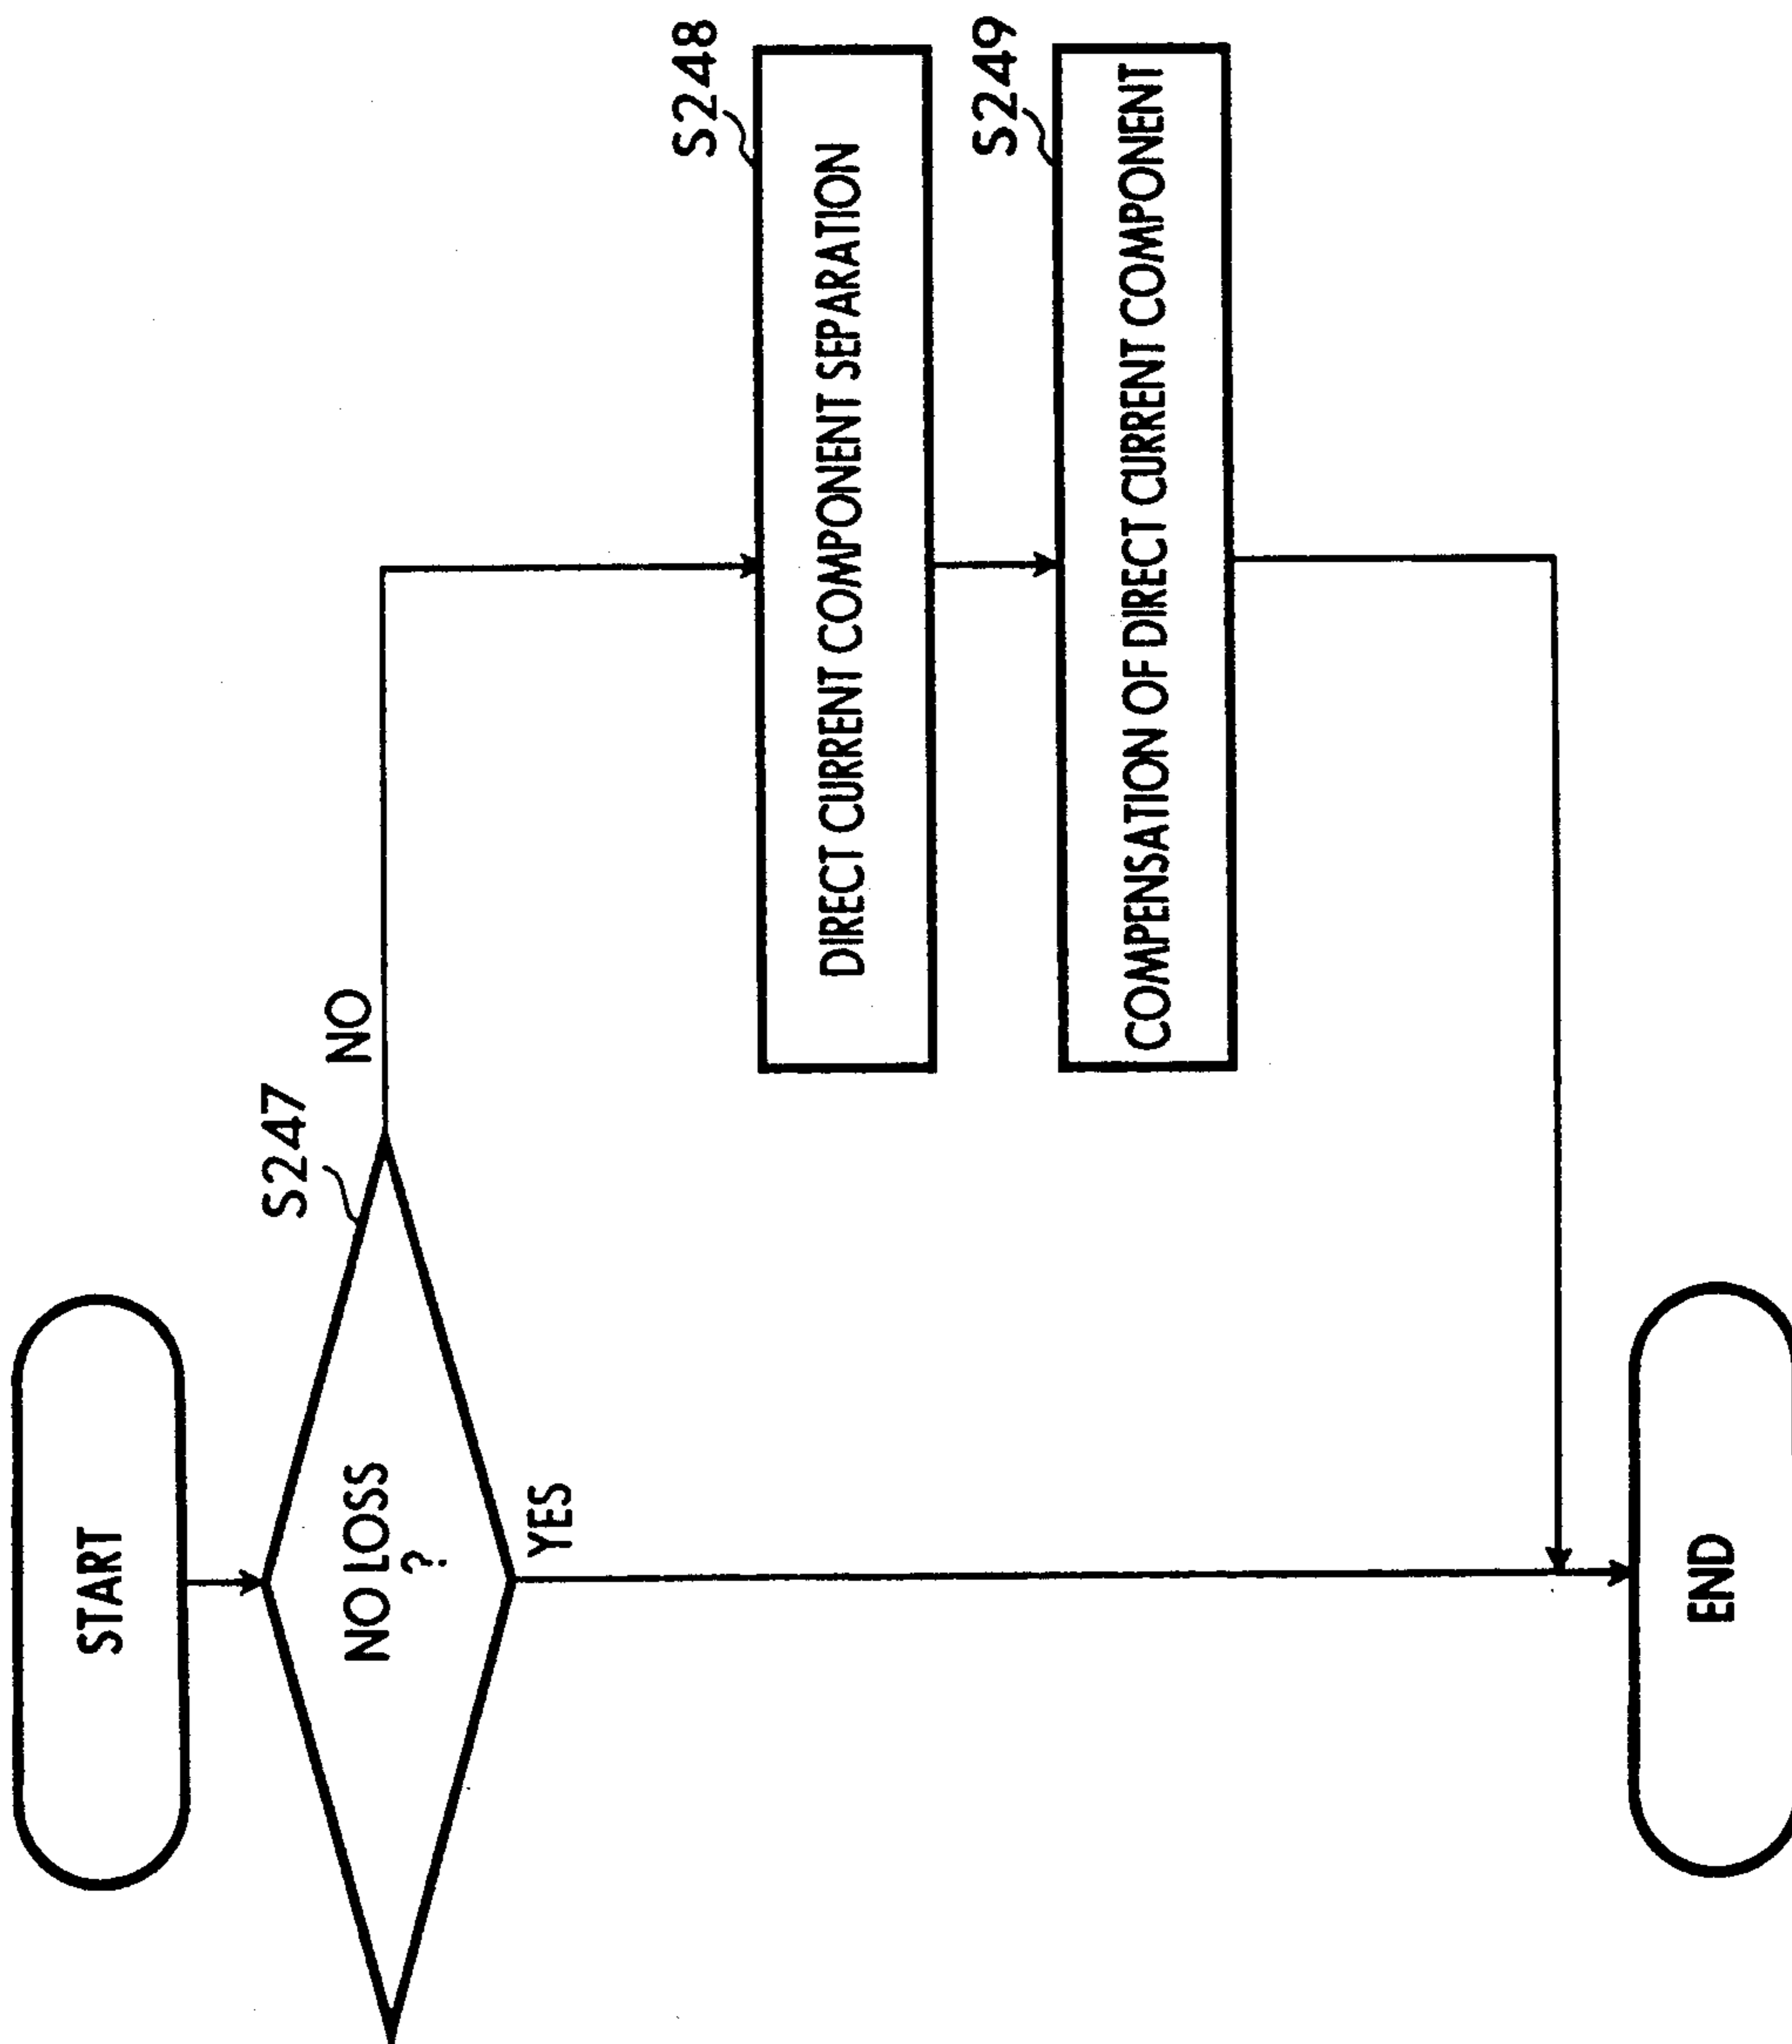 START
S247
NO LOSS
?
NO
YES
S248
DIRECT CURRENT COMPONENT SEPARATION
S249
COMPENSATION OF DIRECT CURRENT COMPONENT
END